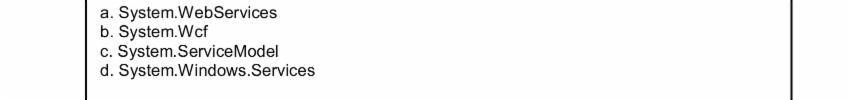 a. System.WebServices
b. System.Wcf
c. System.ServiceModel
d. System.Windows.Services